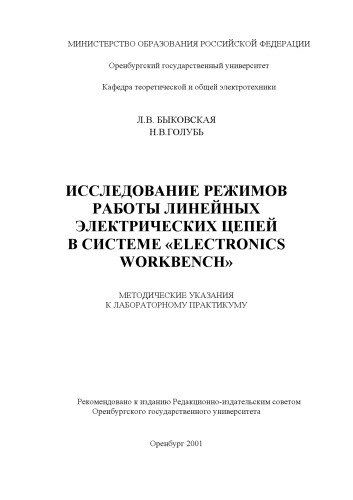 МИНИСТЕРСТВО ОБРАЗОВАНИЯ РОССИЙСКОЙ ФЕДЕРАЦИИ
Оренбургский государственный университет
Кафедра теоретической и общей электротехники
Л.В. БЫКОВСКАЯ
Н.В.ГОЛУБЬ
ИССЛЕДОВАНИЕ РЕЖИМОВ
РАБОТЫ ЛИНЕЙНЫХ
ЭЛЕКТРИЧЕСКИХ ЦЕПЕЙ
В СИСТЕМЕ «ELECTRONICS
WORKBENCH»
МЕТОДИЧЕСКИЕ УКАЗАНИЯ
К ЛАБОРАТОРНОМУ ПРАКТИКУМУ
Рекомендовано к изданию Редакционно-издательским советом
Оренбургского государственного университета
Оренбург 2001